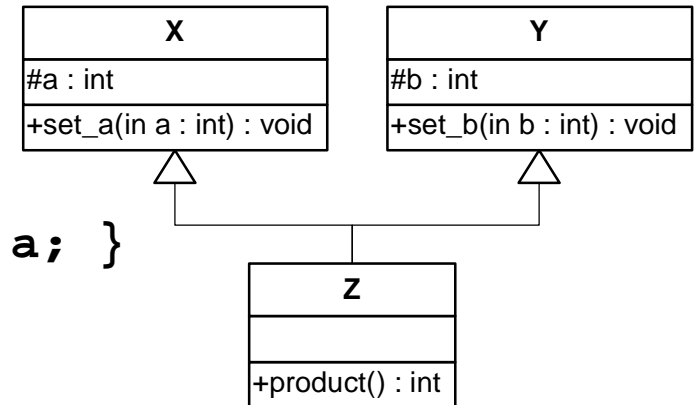 X
#a : int
+set_a(in a : int) : void
Y
#b : int
+set_b(in b : int) : void
a; }
Z
+product() : int